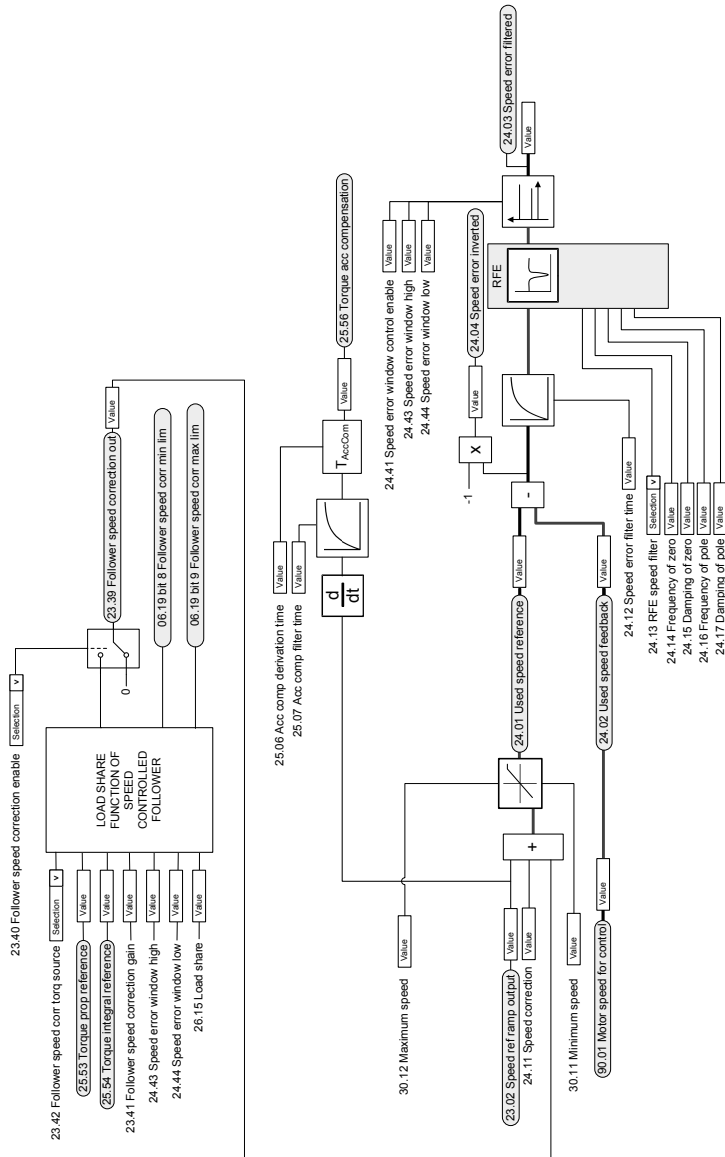 23.40 Follower speed correction enable
Selection
v
23.42 Follower speed corr torq source
Selection
v
25.53 Torque prop reference
Value
25.54 Torque integral reference
Value
23.41 Follower speed correction gain
Value
24.43 Speed error window high
Value
24.44 Speed error window low
Value
26.15 Load share
Value
LOAD SHARE
FUNCTION OF
SPEED
CONTROLLED
FOLLOWER
0
23.39 Follower speed correction out
Value
06.19 bit 8 Follower speed corr min lim
06.19 bit 9 Follower speed corr max lim
25.06 Acc comp derivation time
Value
25.07 Acc comp filter time
Value
d
dt
TAccCom
Value
25.56 Torque acc compensation
30.12 Maximum speed
Value
23.02 Speed ref ramp output
Value
24.11 Speed correction
Value
30.11 Minimum speed
Value
90.01 Motor speed for control
Value
+
24.01 Used speed reference
Value
24.02 Used speed feedback
Value
-
-1
X
Value
24.04 Speed error inverted
24.41 Speed error window control enable
Value
24.43 Speed error window high
Value
24.44 Speed error window low
Value
RFE
24.03 Speed error filtered
Value
24.12 Speed error filter time
Value
24.13 RFE speed filter
Selection
v
24.14 Frequency of zero
Value
24.15 Damping of zero
Value
24.16 Frequency of pole
Value
24.17 Damping of pole
Value